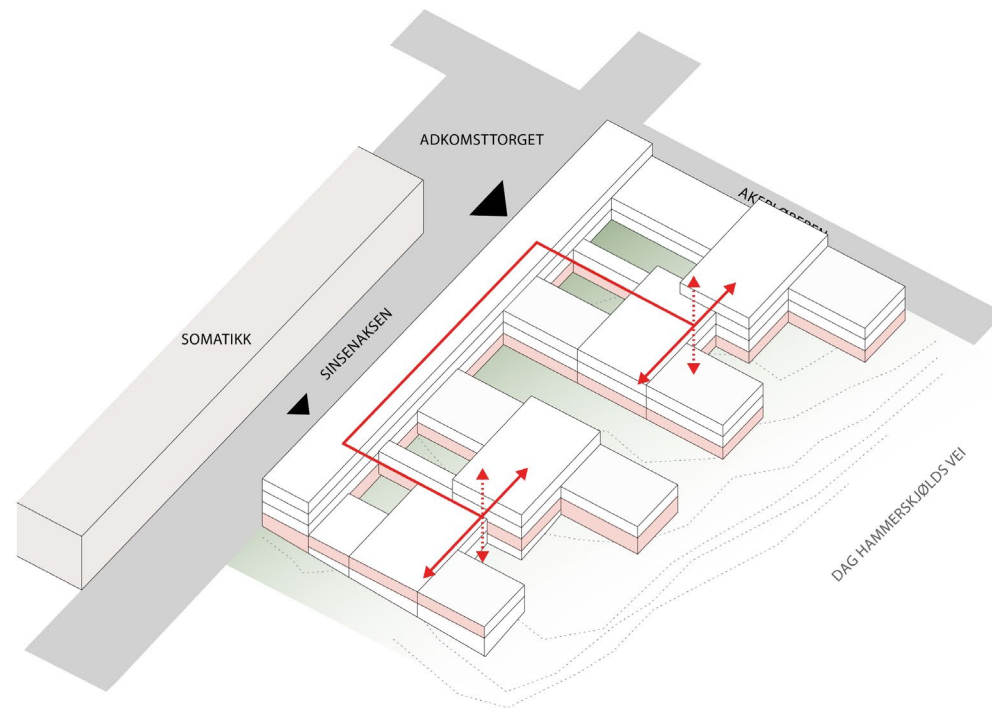 ADKOMSTTORGET
SOMATIKK
SINSENAKSEN
DAG HAMMERSKJØLDS VEI